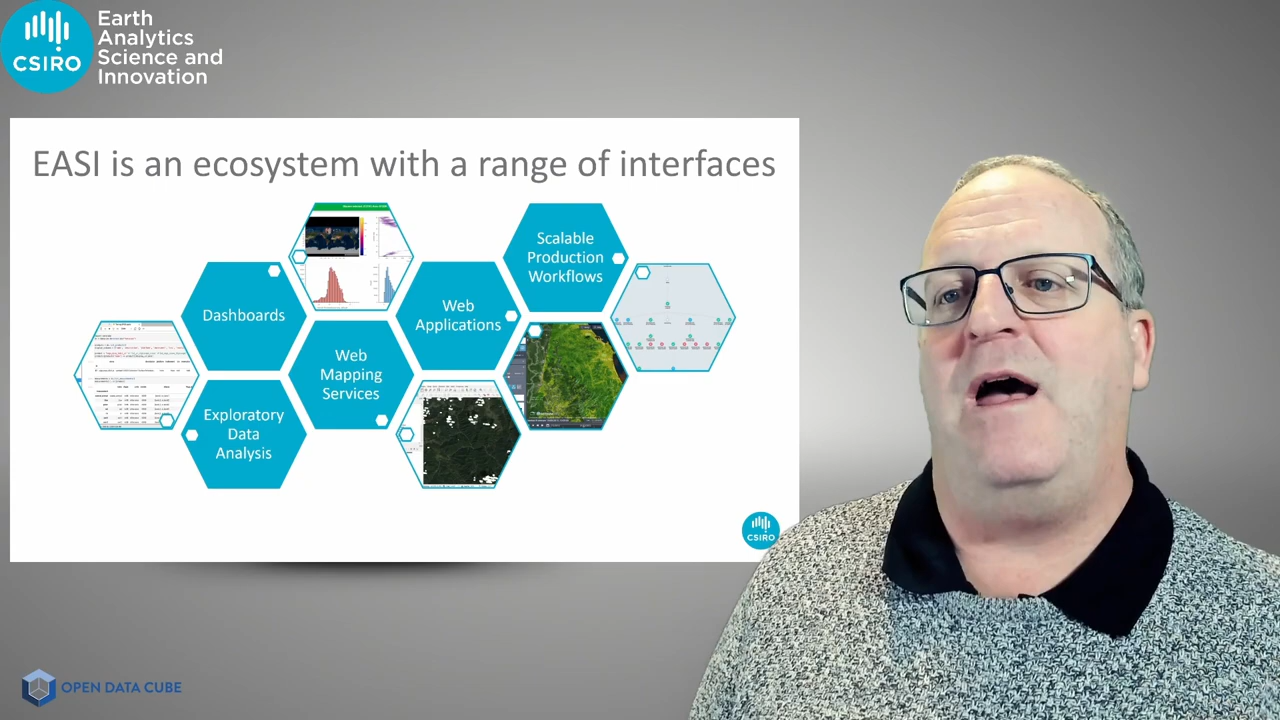 CSIRO
Earth
Analytics
Science and
Innovation
EASI is an ecosystem with a range of interfaces
Dashboards
Exploratory
Data
Analysis
Web
Mapping
Services
Web
Applications
Scalable
Production
Workflows
CSIRO
OPEN DATA CUBE